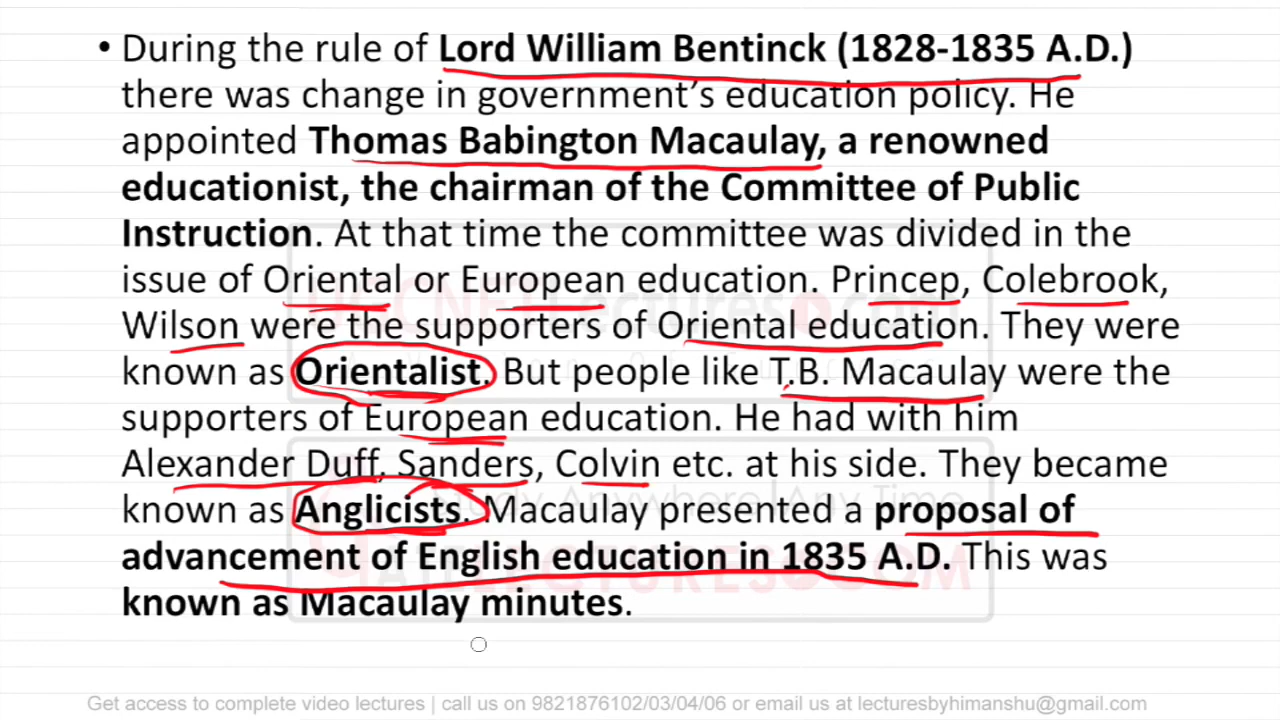 • During the rule of Lord William Bentinck (1828-1835 A.D.)
there was change in government's education policy. He
appointed Thomas Babington Macaulay, a renowned
educationist, the chairman of the Committee of Public
Instruction. At that time the committee was divided in the
issue of Oriental or European education. Princep, Colebrook,
Wilson were the supporters of Oriental education. They were
known as Orientalist. But people like T.B. Macaulay were the
supporters of European education. He had with him
Alexander Duff, Sanders, Colvin etc. at his side. They became
known as Anglicists. Macaulay presented a proposal of
advancement of English education in 1835 A.D. This was
known as Macaulay minutes.
Get access to complete video lectures | call us on 9821876102/03/04/06 or email us at lecturesbyhimanshu@gmail.com